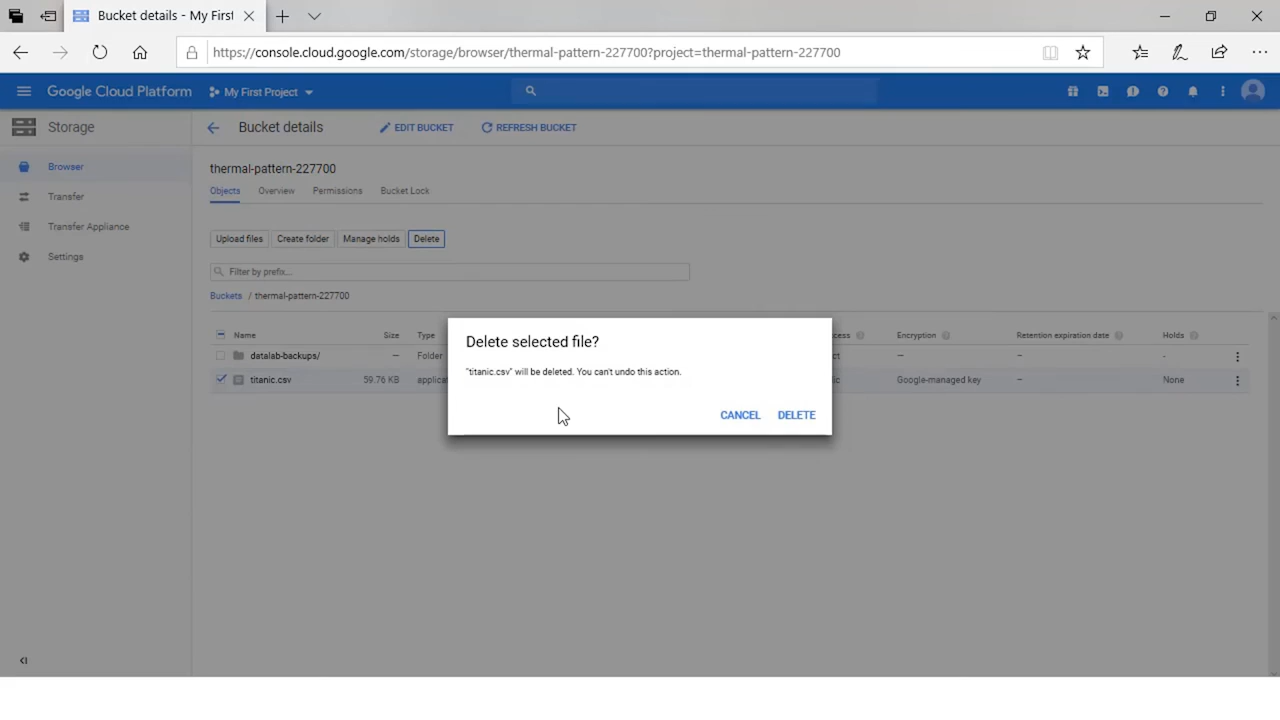 Bucket details - My First
https://console.cloud.google.com/storage/browser/thermal-pattern-227700?project=thermal-pattern-227700
Google Cloud Platform My First Project
Storage Bucket details EDIT BUCKET REFRESH BUCKET
Browser
Transfer
Transfer Appliance
Settings
thermal-pattern-227700
Objects Overview Permissions Bucket Lock
Upload files Create folder Manage holds Delete
Filter by prefix...
Buckets / thermal-pattern-227700
Name Size Type Encryption Retention expiration date Holds
datalab-backups/ — Folder — – -
titanic.csv 59.76 KB Google-managed key – None
Delete selected file?
"titanic.csv" will be deleted. You can't undo this action.
CANCEL DELETE